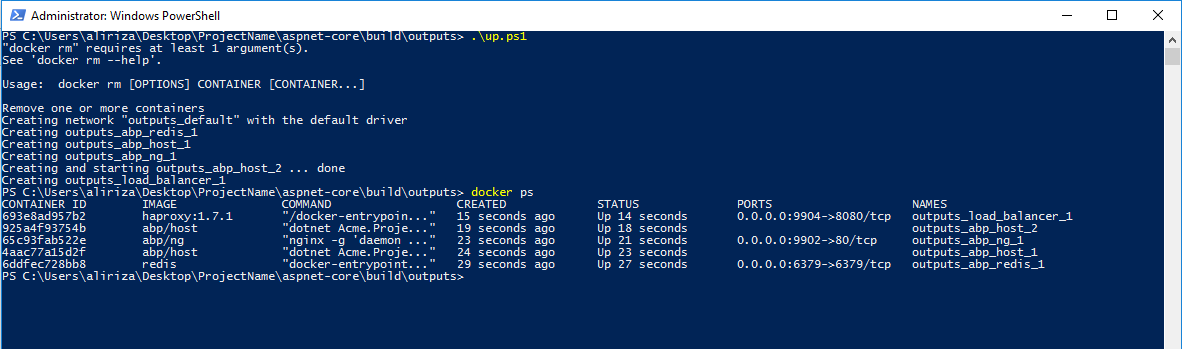 Administrator: Windows PowerShell
PS C:\Users\aliriza\Desktop\ProjectName\aspnet-core\build\outputs> .\up.ps1
"docker rm" requires at least 1 argument(s).
See 'docker rm --help'.
Usage:  docker rm [OPTIONS] CONTAINER [CONTAINER...]
Remove one or more containers
Creating network "outputs_default" with the default driver
Creating outputs_abp_redis_1
Creating outputs_abp_host_1
Creating outputs_abp_ng_1
Creating and starting outputs_abp_host_2 ... done
Creating outputs_load_balancer_1
PS C:\Users\aliriza\Desktop\ProjectName\aspnet-core\build\outputs> docker ps
CONTAINER ID        IMAGE               COMMAND                  CREATED             STATUS              PORTS                    NAMES
693e8ad957b2        haproxy:1.7.1       "/docker-entrypoin..."   15 seconds ago      Up 14 seconds       0.0.0.0:9904->8080/tcp   outputs_load_balancer_1
925a4f93754b        abp/host            "dotnet Acme.Proje..."   19 seconds ago      Up 18 seconds                                outputs_abp_host_2
65c93fab522e        abp/ng              "nginx -g 'daemon ..."   23 seconds ago      Up 21 seconds       0.0.0.0:9902->80/tcp     outputs_abp_ng_1
4aac77a15d2f        abp/host            "dotnet Acme.Proje..."   24 seconds ago      Up 23 seconds                                outputs_abp_host_1
6ddfec728bb8        redis               "docker-entrypoint..."   29 seconds ago      Up 27 seconds       0.0.0.0:6379->6379/tcp   outputs_abp_redis_1
PS C:\Users\aliriza\Desktop\ProjectName\aspnet-core\build\outputs>